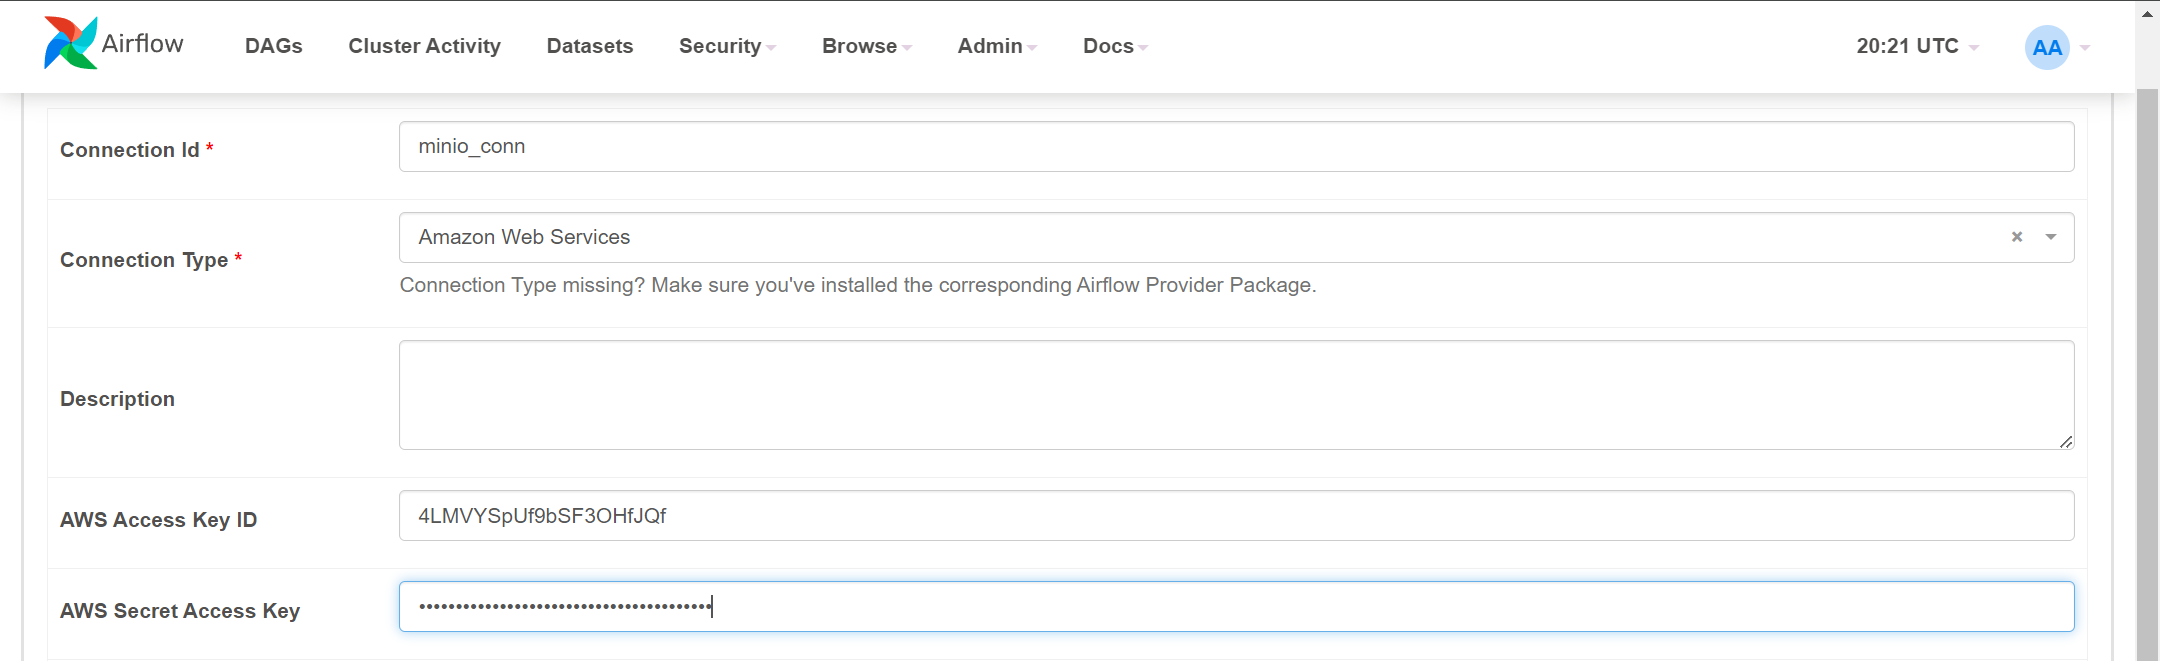 Airflow DAGs Cluster Activity Datasets Security Browse Admin Docs 20:21 UTC AA
Connection Id * minio_conn
Connection Type * Amazon Web Services
Connection Type missing? Make sure you've installed the corresponding Airflow Provider Package.
Description
AWS Access Key ID 4LMVYSpUf9bSF3OHfJQf
AWS Secret Access Key ••••••••••••••••••••••••••••••••••••••••